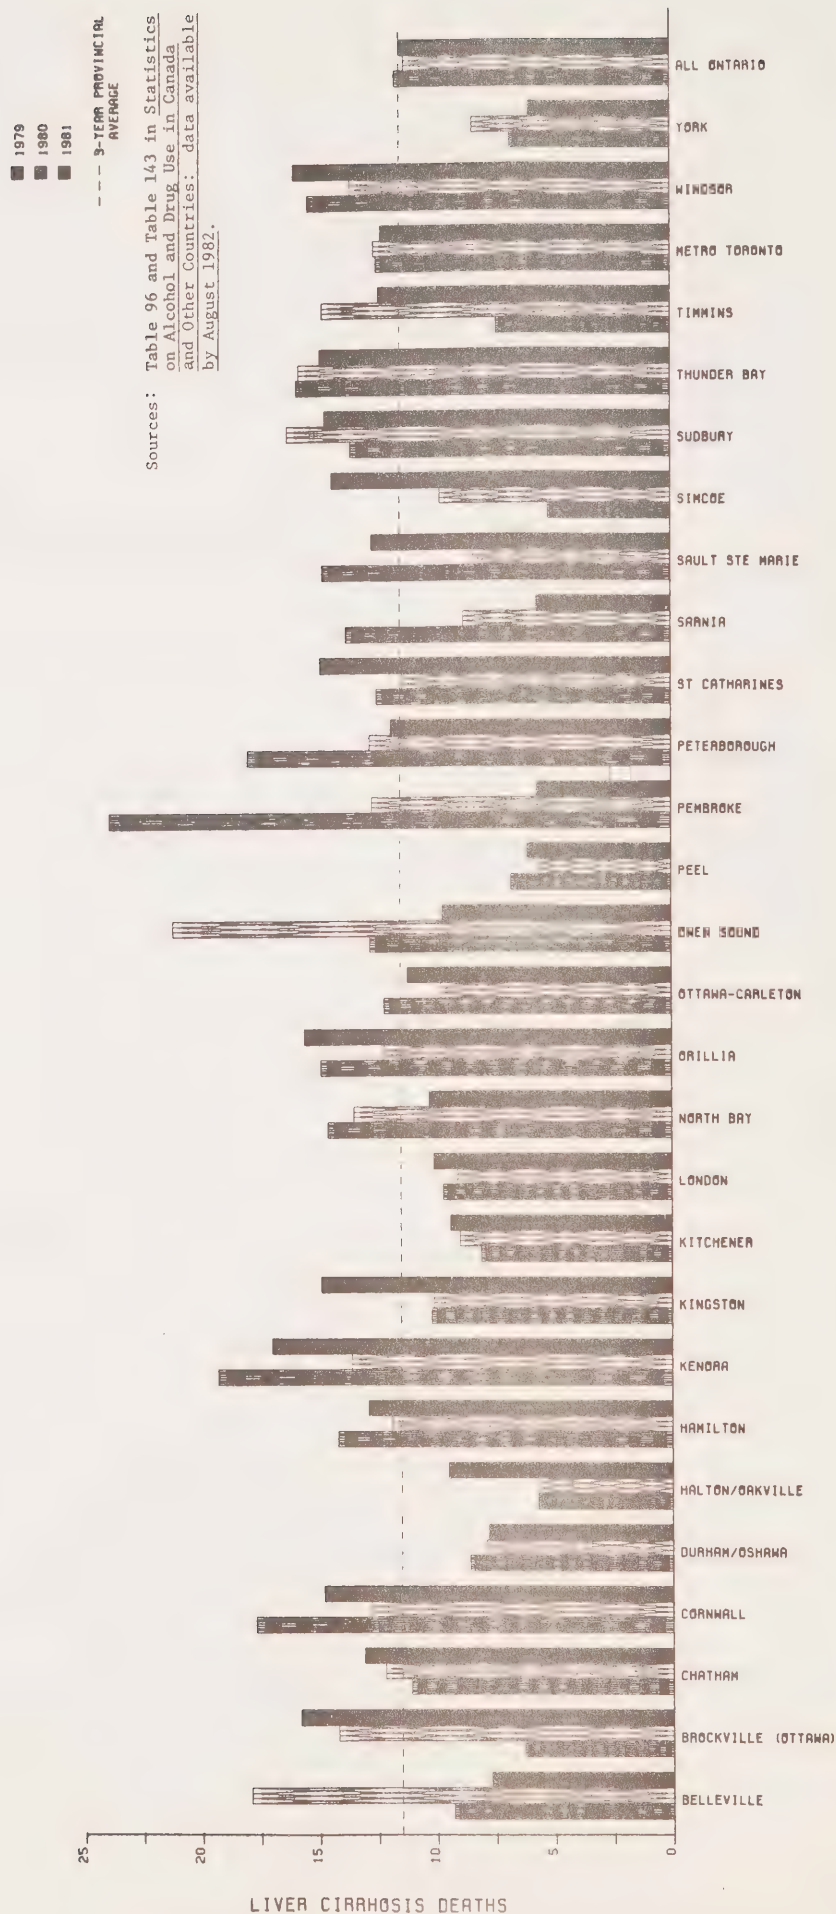 1979
1980
1981
--- 3-YEAR PROVINCIAL
AVERAGE
Sources: Table 96 and Table 143 in Statistics
on Alcohol and Drug Use in Canada
and Other Countries: data available
by August 1982.
ALL ONTARIO
YORK
WINDSOR
METRO TORONTO
TIMMINS
THUNDER BAY
SUDBURY
SIMCOE
SAULT STE MARIE
SARNIA
ST CATHARINES
PETERBOROUGH
PEMBROKE
PEEL
OWEN SOUND
OTTAWA-CARLETON
ORILLIA
NORTH BAY
LONDON
KITCHENER
KINGSTON
KENORA
HAMILTON
HALTON/OAKVILLE
DURHAM/OSHAWA
CORNWALL
CHATHAM
BROCKVILLE (OTTAWA)
BELLEVILLE
25
20
15
10
5
0
LIVER CIRRHOSIS DEATHS